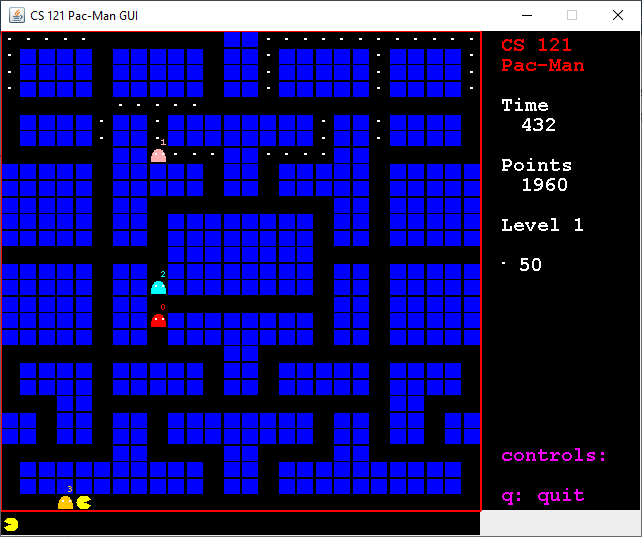 CS 121 Pac-Man GUI
CS 121
Pac-Man
Time
432
1
Points
1960
Level 1
50
2
0
controls:
3
q: quit